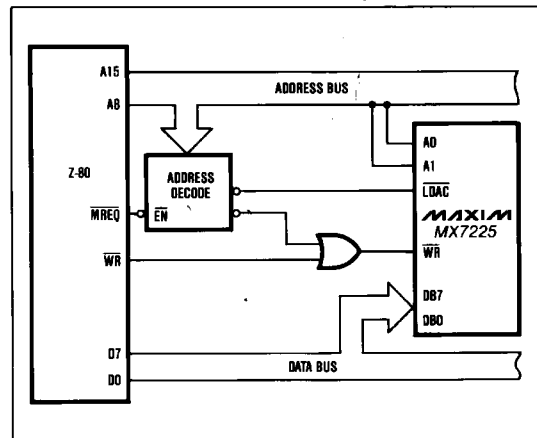 A15
ADDRESS BUS
A8
A0
A1
Z-80
ADDRESS
DECODE
LDAC
MAXIM
MX7225
MREQ
EN
WR
WR
DB7
DB0
D7
DATA BUS
D0